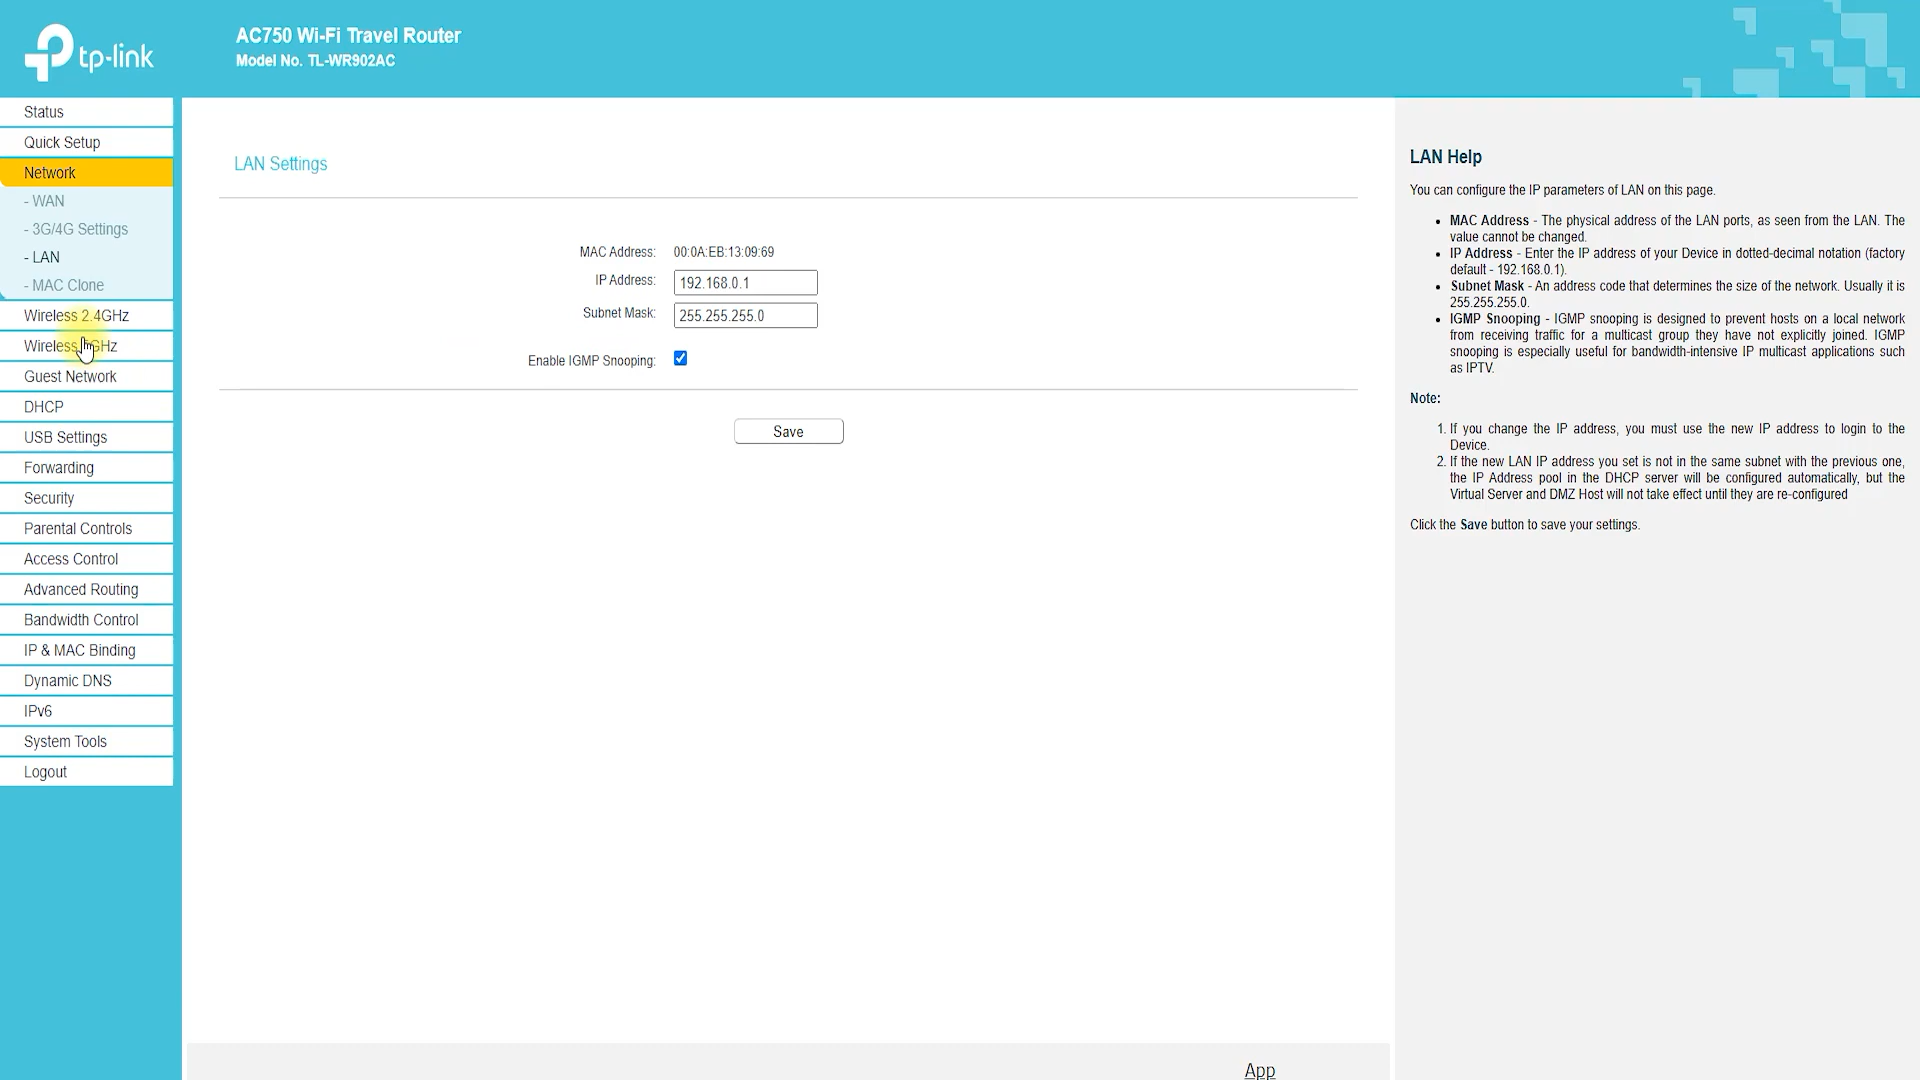 tp-link
AC750 Wi-Fi Travel Router
Model No. TL-WR902AC
Status
Quick Setup
Network
- WAN
- 3G/4G Settings
- LAN
- MAC Clone
Wireless 2.4GHz
Wireless GHz
Guest Network
DHCP
USB Settings
Forwarding
Security
Parental Controls
Access Control
Advanced Routing
Bandwidth Control
IP & MAC Binding
Dynamic DNS
IPv6
System Tools
Logout
LAN Settings
MAC Address: 00:0A:EB:13:09:69
IP Address: 192.168.0.1
Subnet Mask: 255.255.255.0
Enable IGMP Snooping:
Save
App
LAN Help
You can configure the IP parameters of LAN on this page.
• MAC Address - The physical address of the LAN ports, as seen from the LAN. The
value cannot be changed.
• IP Address - Enter the IP address of your Device in dotted-decimal notation (factory
default - 192.168.0.1).
• Subnet Mask - An address code that determines the size of the network. Usually it is
255.255.255.0.
• IGMP Snooping - IGMP snooping is designed to prevent hosts on a local network
from receiving traffic for a multicast group they have not explicitly joined. IGMP
snooping is especially useful for bandwidth-intensive IP multicast applications such
as IPTV.
Note:
1. If you change the IP address, you must use the new IP address to login to the
Device.
2. If the new LAN IP address you set is not in the same subnet with the previous one,
the IP Address pool in the DHCP server will be configured automatically, but the
Virtual Server and DMZ Host will not take effect until they are re-configured
Click the Save button to save your settings.